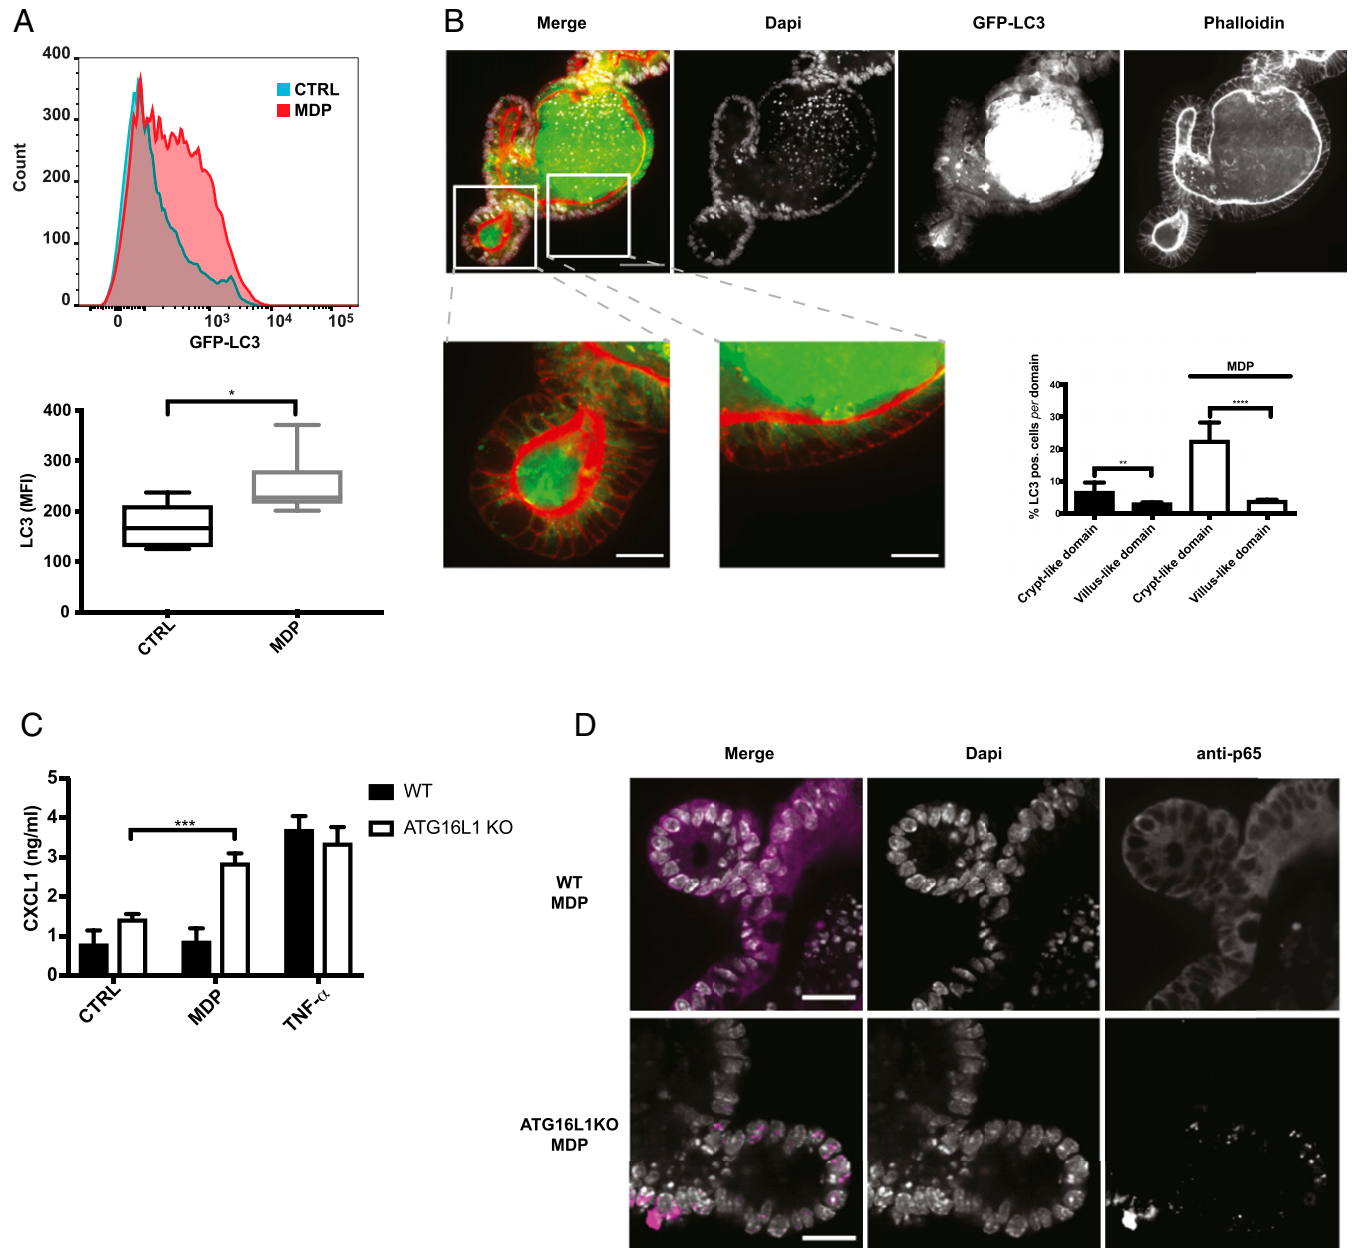 A
400
300
200
100
0
Count
CTRL
MDP
0
10³
10⁴
10⁵
GFP-LC3
*
400
300
200
100
0
LC3 (MFI)
CTRL
MDP
B
Merge
Dapi
GFP-LC3
Phalloidin
MDP
40
30
20
10
0
% LC3 pos. cells per domain
**
****
Crypt-like domain
Villus-like domain
Crypt-like domain
Villus-like domain
C
5
4
3
2
1
0
CXCL1 (ng/ml)
***
WT
ATG16L1 KO
CTRL
MDP
TNF-α
D
Merge
Dapi
anti-p65
WT
MDP
ATG16L1KO
MDP